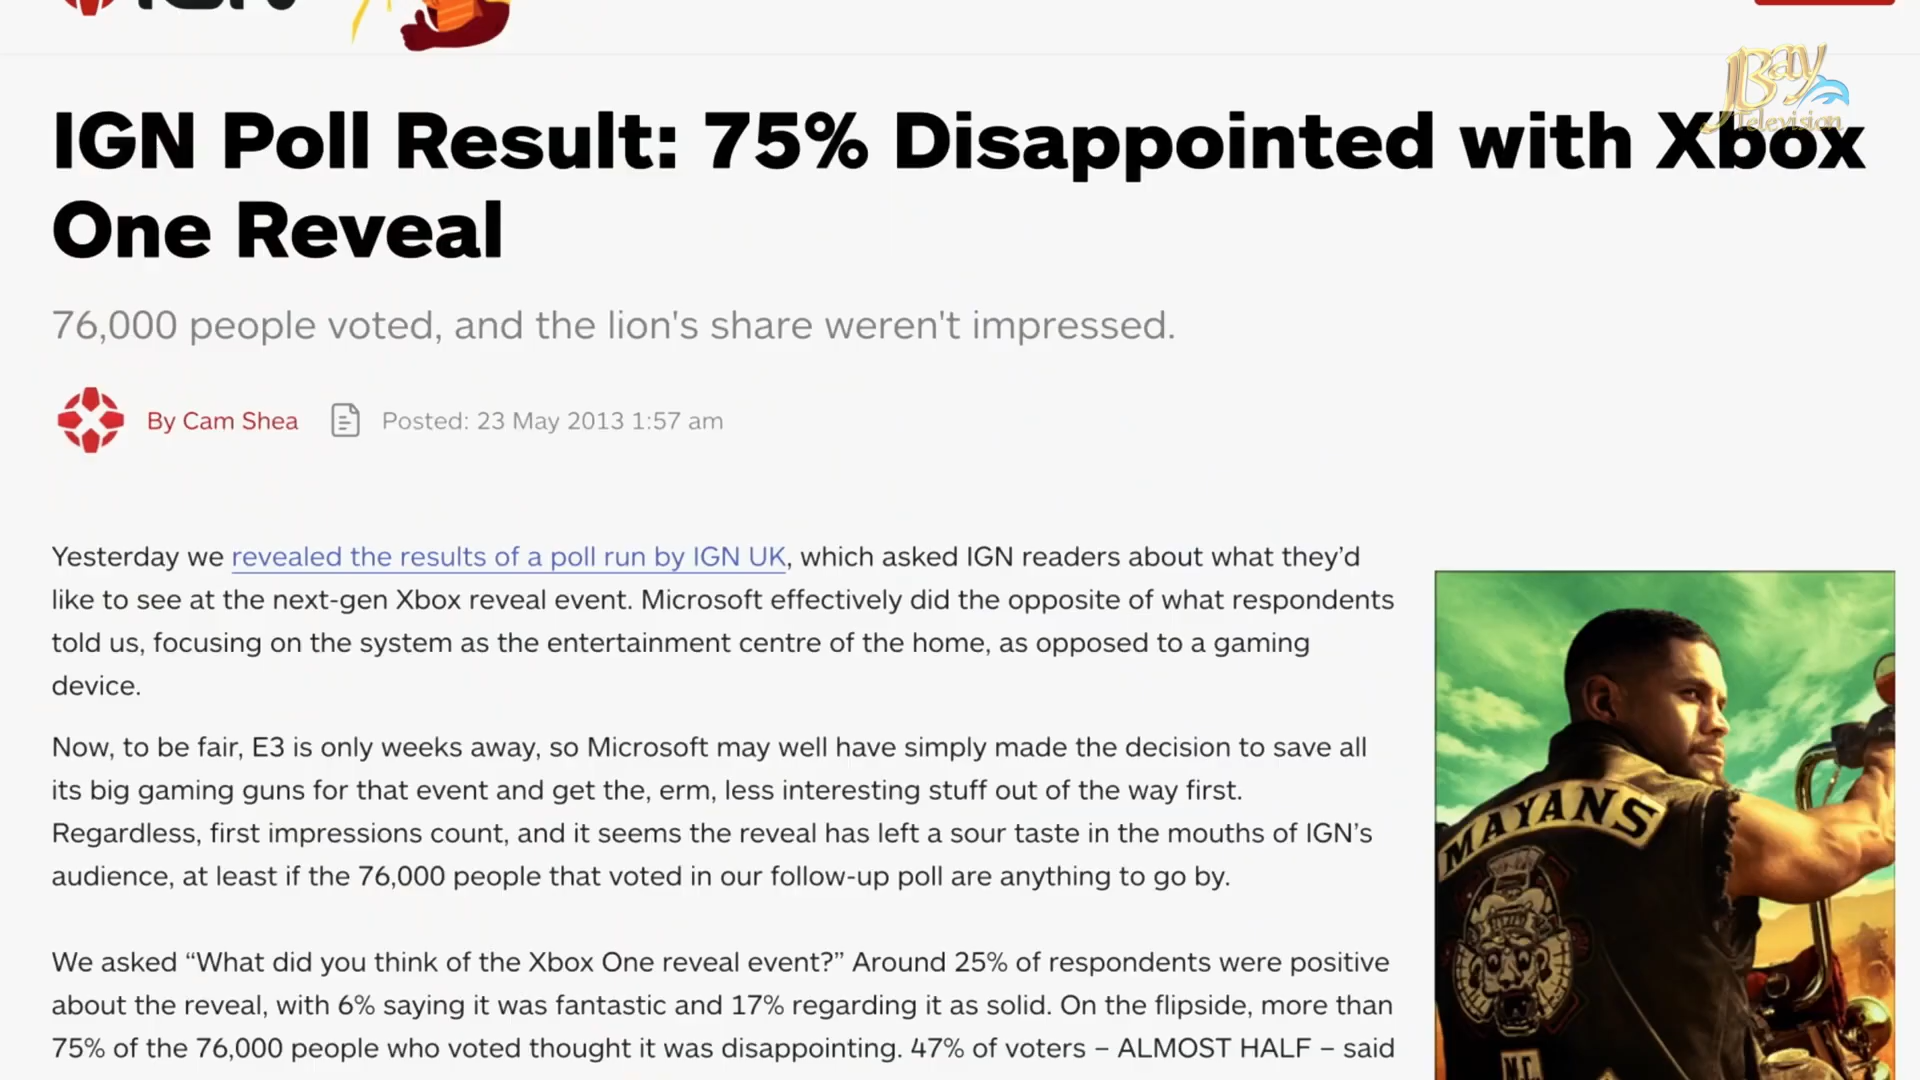 IGN
JBay
Television
IGN Poll Result: 75% Disappointed with Xbox
One Reveal
76,000 people voted, and the lion's share weren't impressed.
By Cam Shea Posted: 23 May 2013 1:57 am
Yesterday we revealed the results of a poll run by IGN UK, which asked IGN readers about what they’d
like to see at the next-gen Xbox reveal event. Microsoft effectively did the opposite of what respondents
told us, focusing on the system as the entertainment centre of the home, as opposed to a gaming
device.
Now, to be fair, E3 is only weeks away, so Microsoft may well have simply made the decision to save all
its big gaming guns for that event and get the, erm, less interesting stuff out of the way first.
Regardless, first impressions count, and it seems the reveal has left a sour taste in the mouths of IGN’s
audience, at least if the 76,000 people that voted in our follow-up poll are anything to go by.
We asked “What did you think of the Xbox One reveal event?” Around 25% of respondents were positive
about the reveal, with 6% saying it was fantastic and 17% regarding it as solid. On the flipside, more than
75% of the 76,000 people who voted thought it was disappointing. 47% of voters – ALMOST HALF – said
MAYANS
M.C.